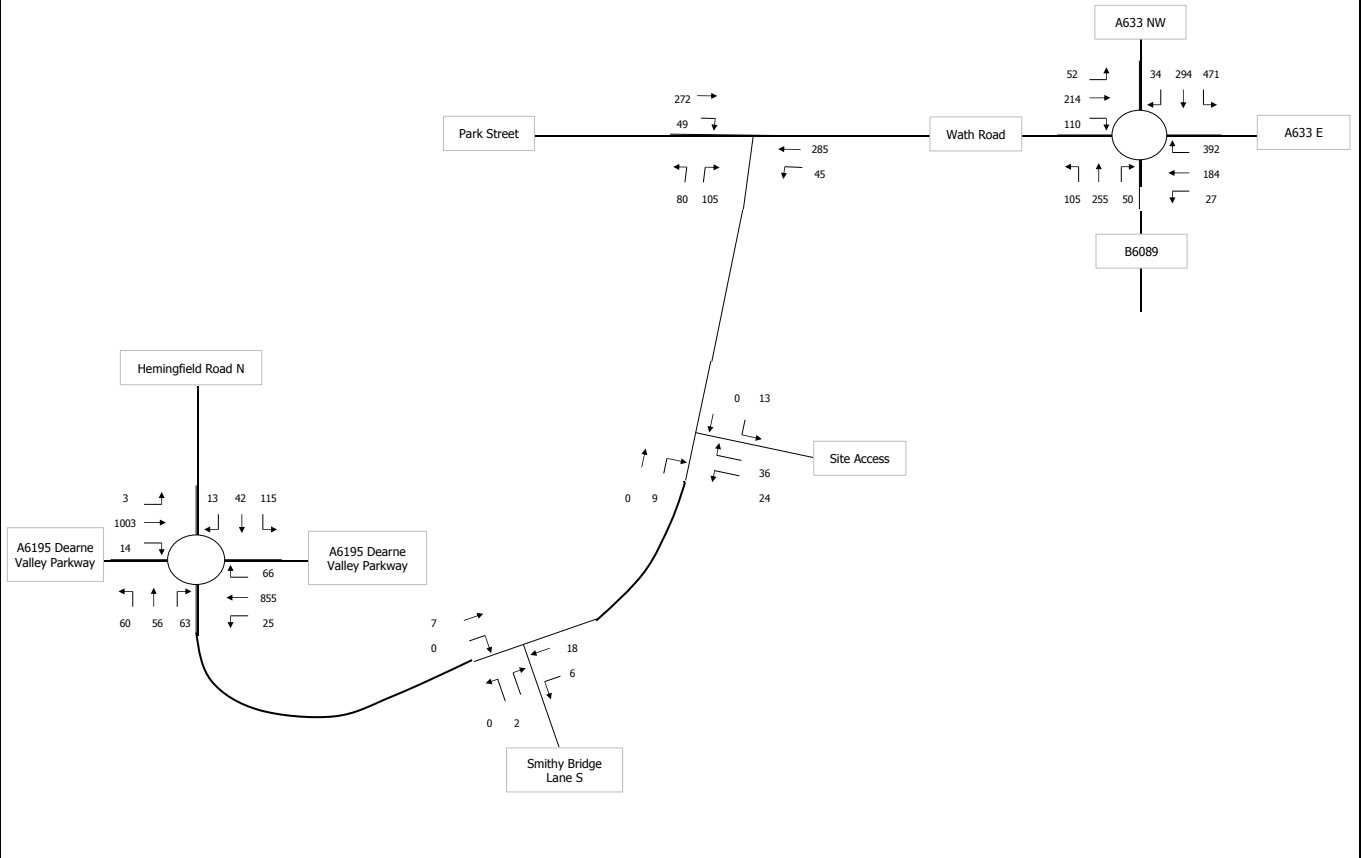 A633 NW
52 34 294 471
214
110
272
49
Park Street
Wath Road
A633 E
285
45
80 105
392
184
27
105 255 50
B6089
Hemingfield Road N
0 13
Site Access
36
24
0 9
3 13 42 115
1003
14
A6195 Dearne
Valley Parkway
A6195 Dearne
Valley Parkway
66
855
25
60 56 63
7
0
18
6
0 2
Smithy Bridge
Lane S